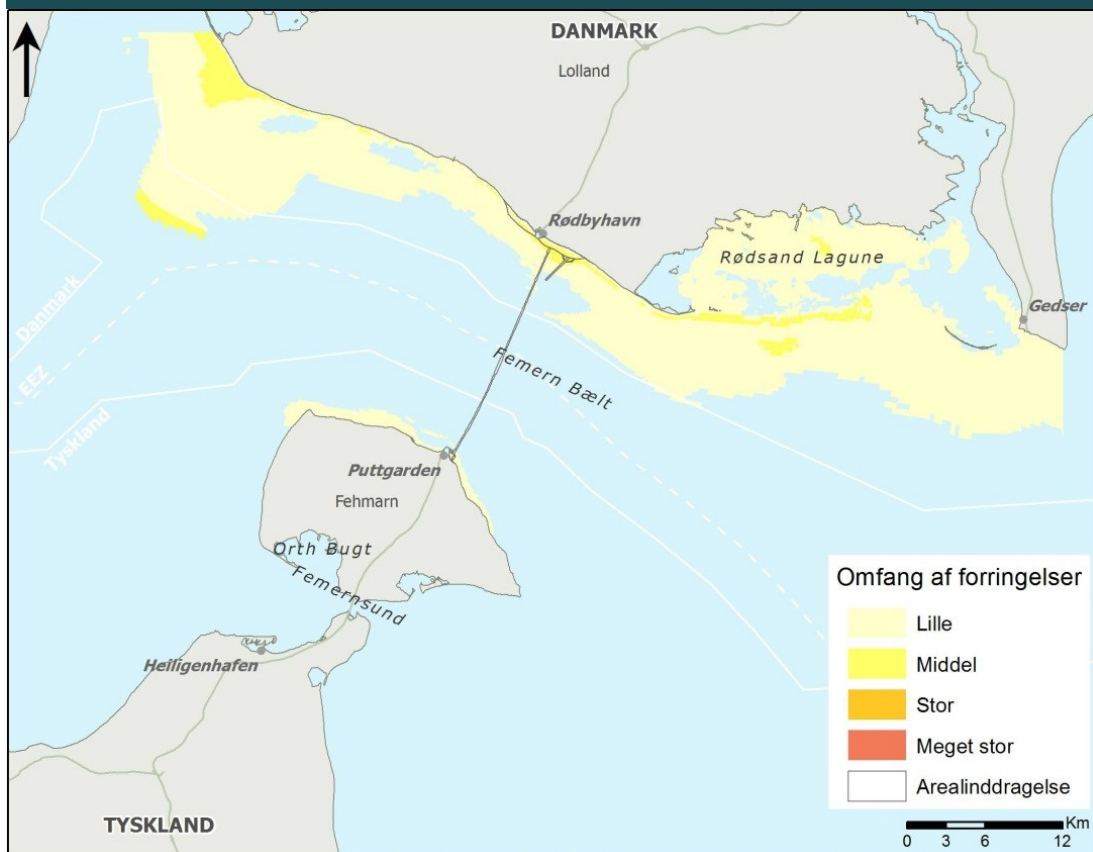 DANMARK
Lolland
Rødbyhavn
Rødsand Lagune
Gedser
Danmark
EEZ
Tyskland
Femern Bælt
Puttgarden
Fehmarn
Orth Bugt
Femernsund
Heiligenhafen
TYSKLAND
Omfang af forringelser
Lille
Middel
Stor
Meget stor
Arealinddragelse
Km
0 3 6 12